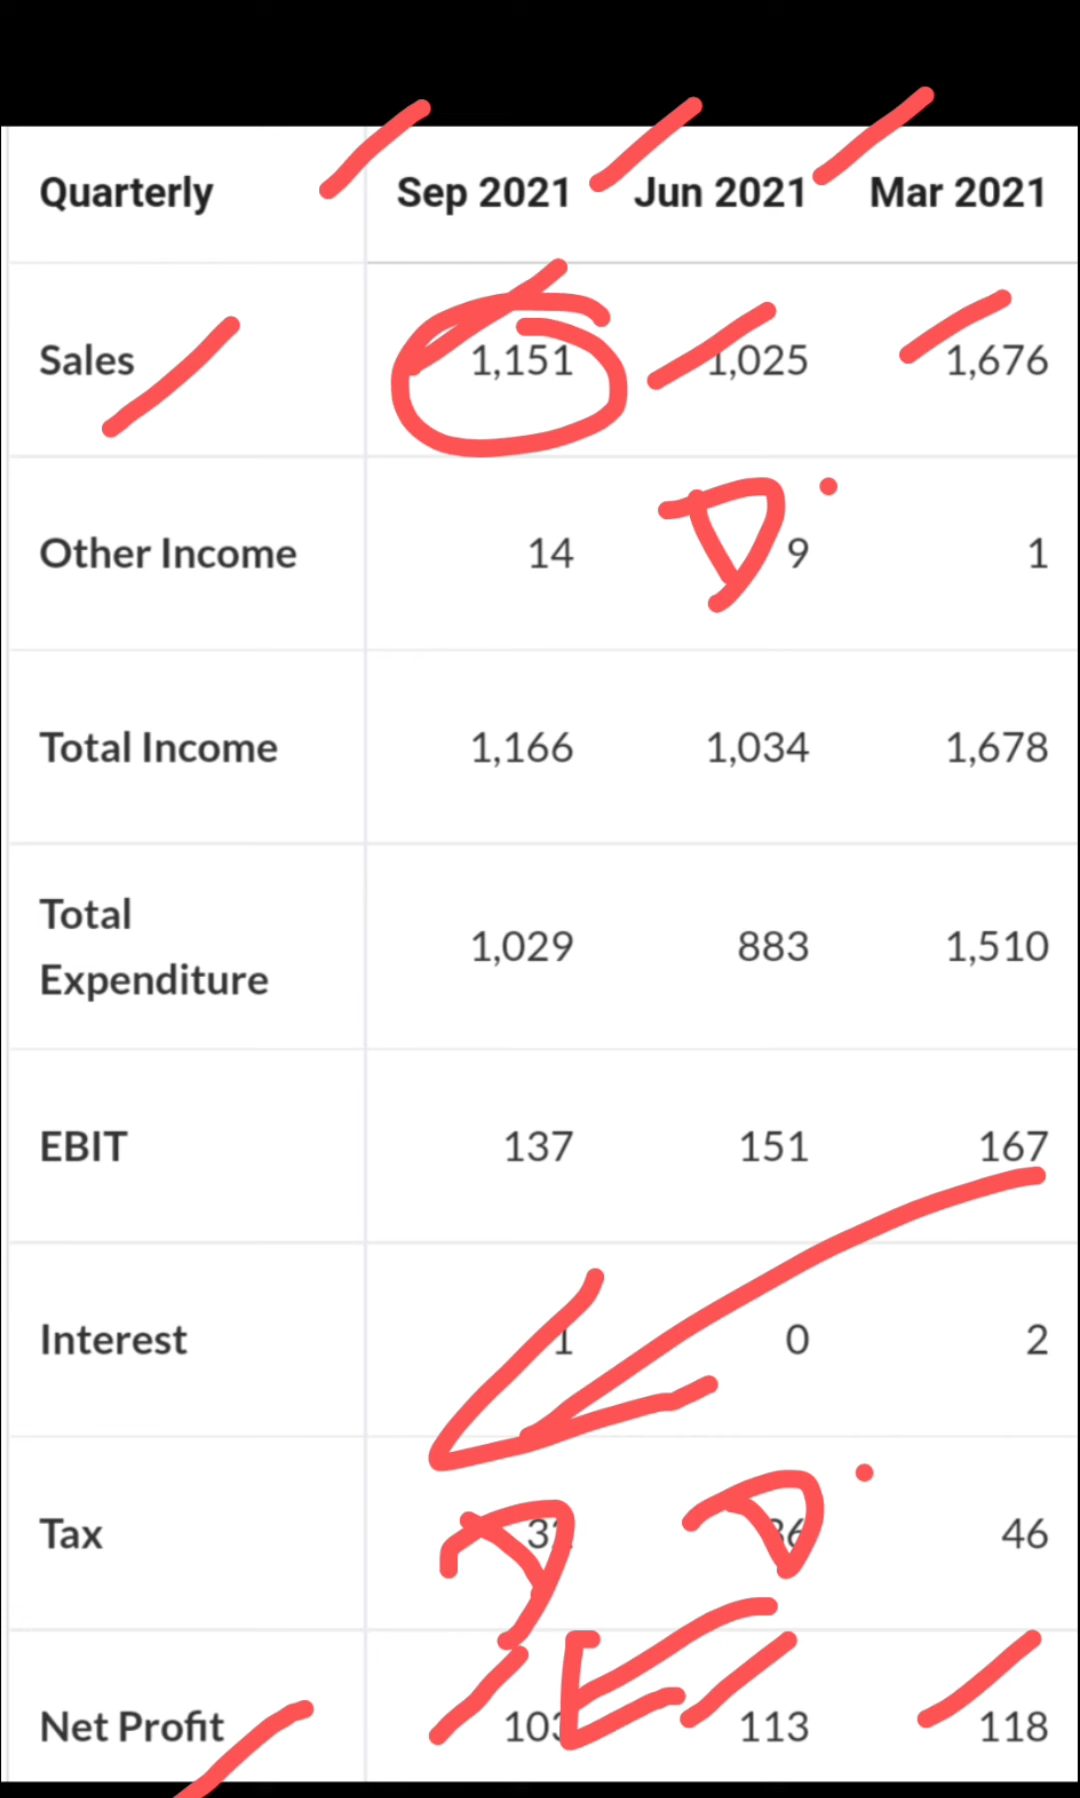 Quarterly Sep 2021 Jun 2021 Mar 2021
Sales 1,151 1,025 1,676
Other Income 14 9 1
Total Income 1,166 1,034 1,678
Total
Expenditure 1,029 883 1,510
EBIT 137 151 167
Interest 1 0 2
Tax 46
Net Profit 103 113 118